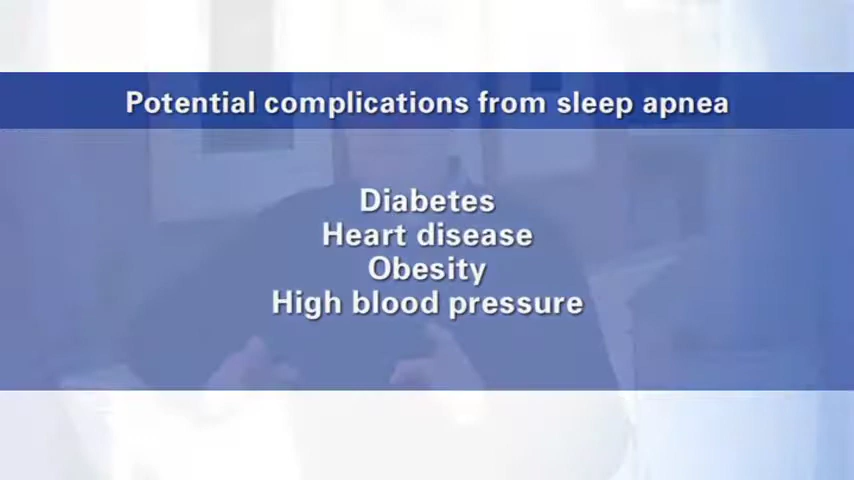 Potential complications from sleep apnea
Diabetes
Heart disease
Obesity
High blood pressure